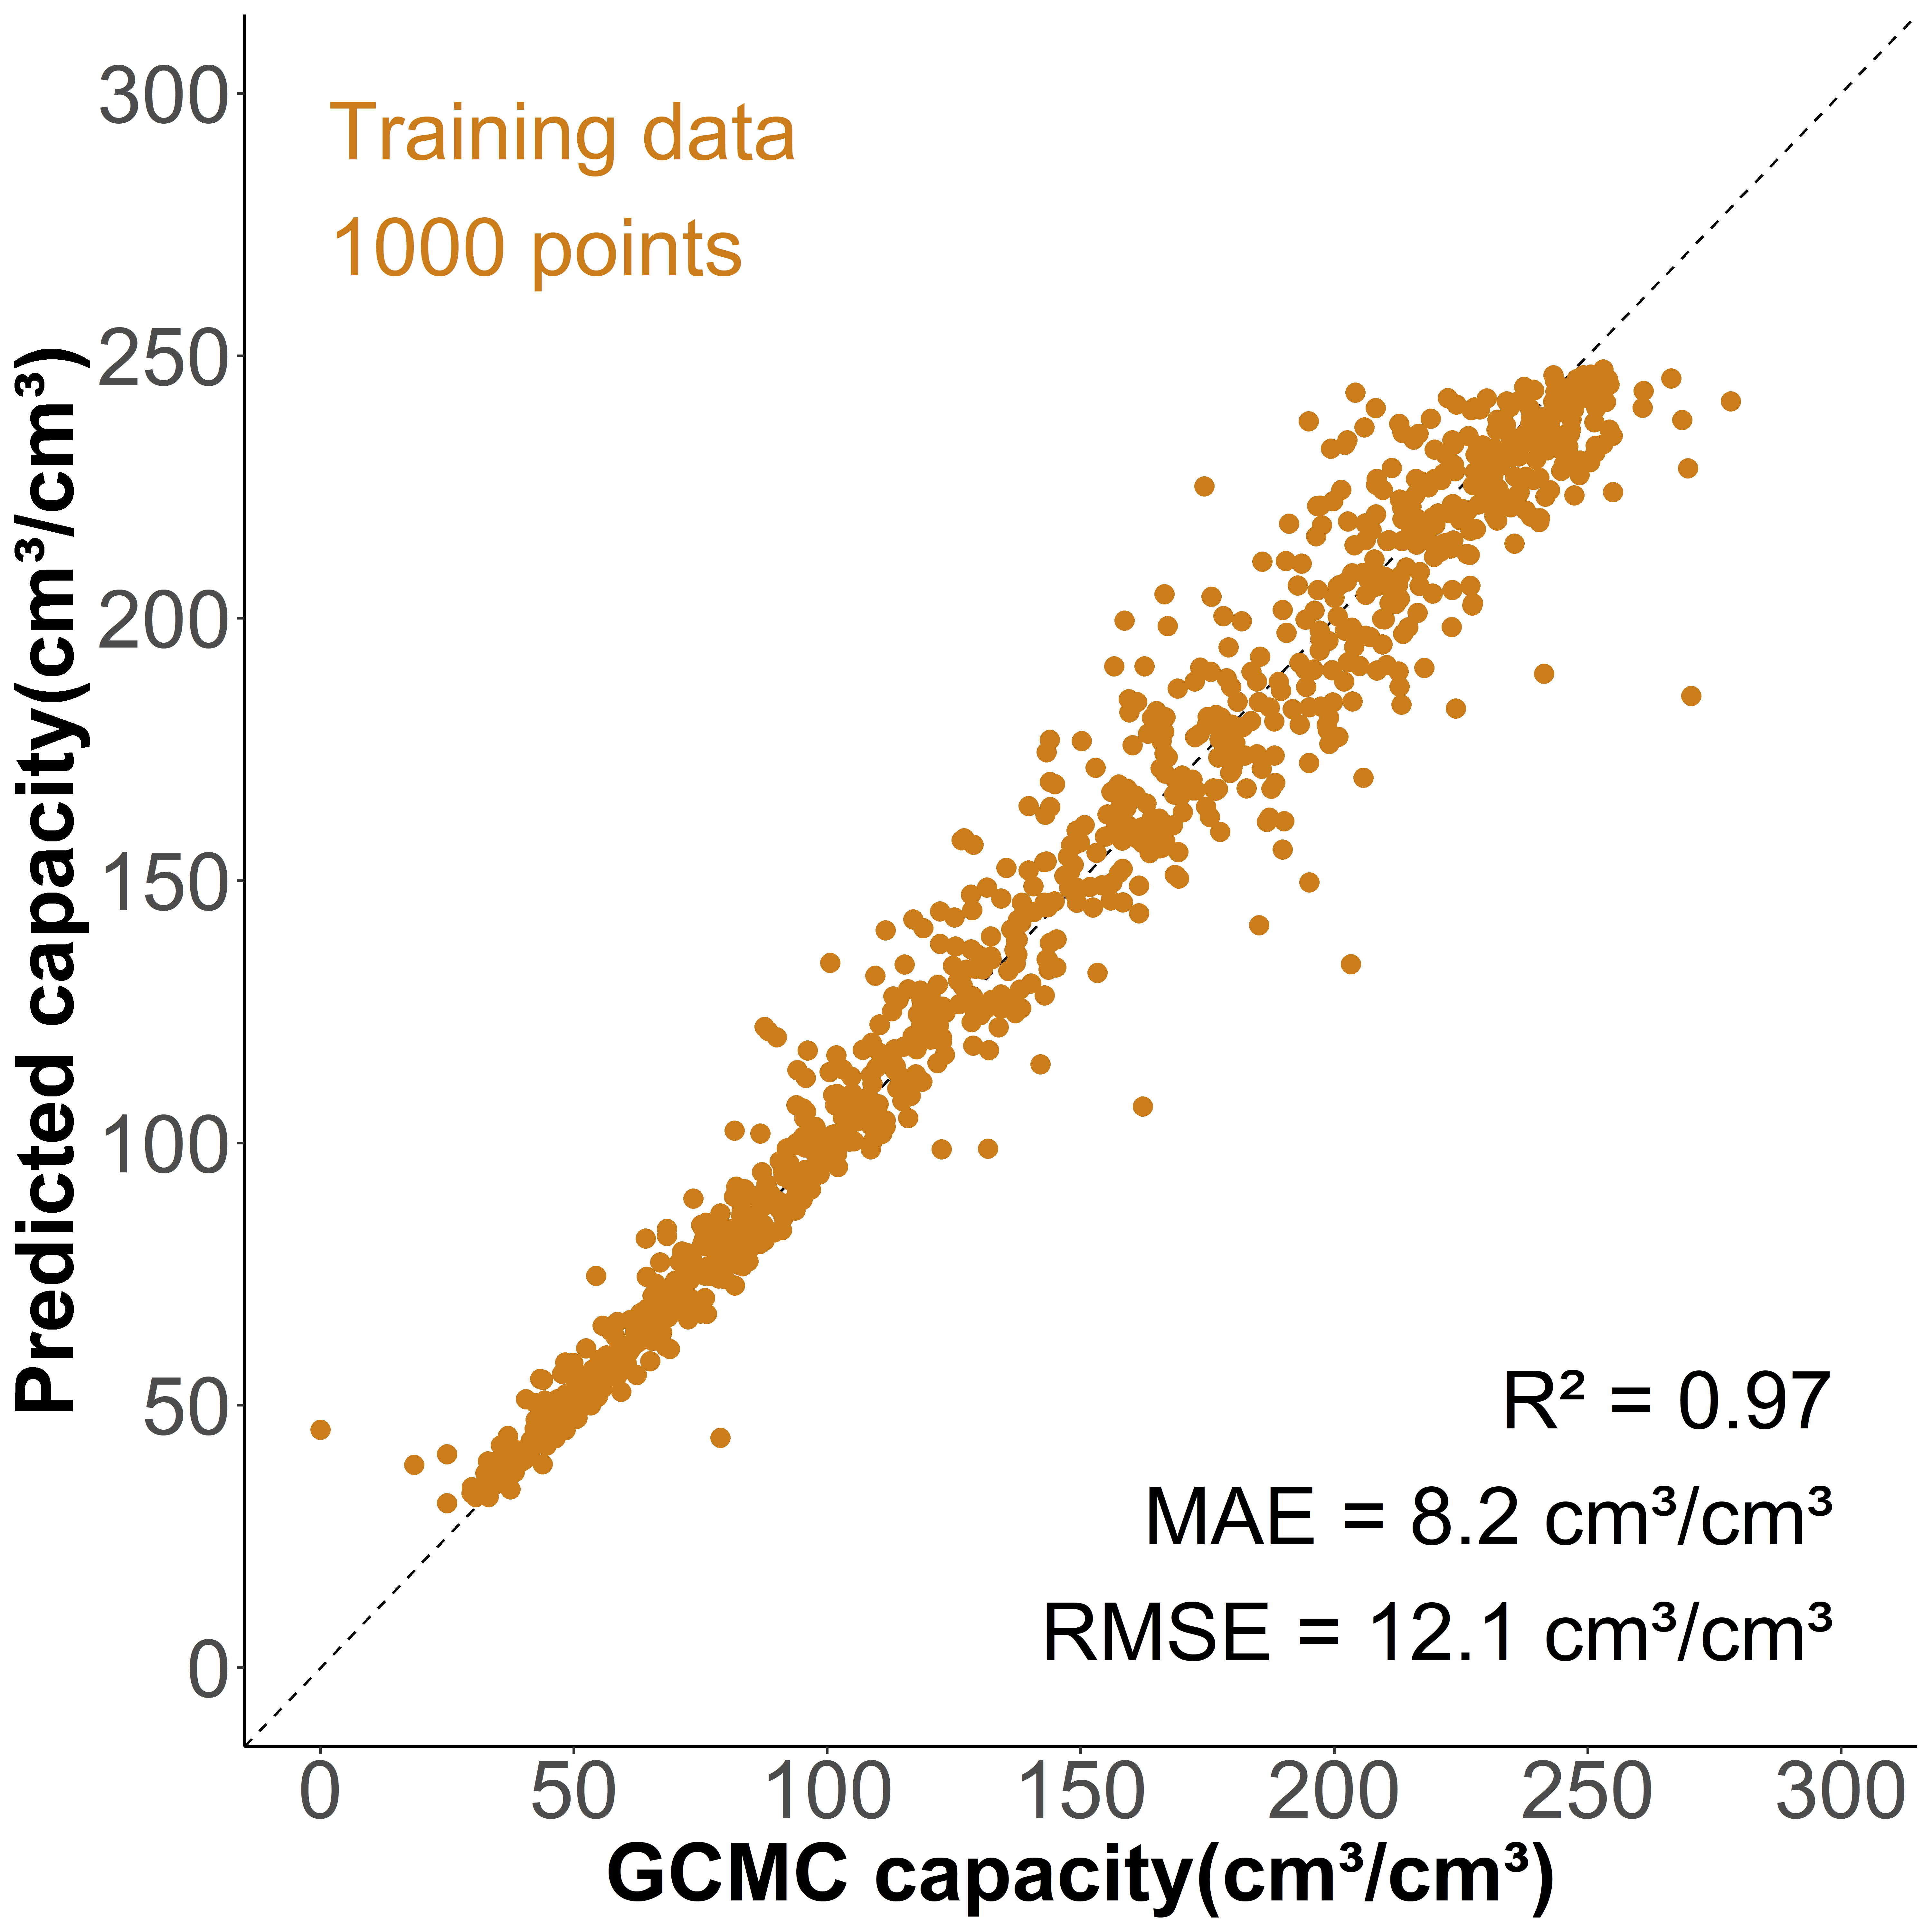 Training data
1000 points
300
250
200
150
100
50
0
Predicted capacity(cm³/cm³)
R² = 0.97
MAE = 8.2 cm³/cm³
RMSE = 12.1 cm³/cm³
0 50 100 150 200 250 300
GCMC capacity(cm³/cm³)